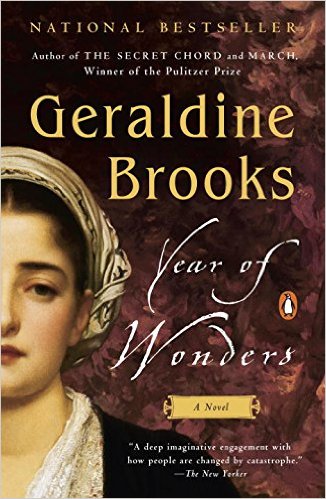 NATIONAL BESTSELLER
Author of THE SECRET CHORD and MARCH,
Winner of the Pulitzer Prize
Geraldine
Brooks
Year of
Wonders
A Novel
"A deep imaginative engagement with
how people are changed by catastrophe."
—The New Yorker